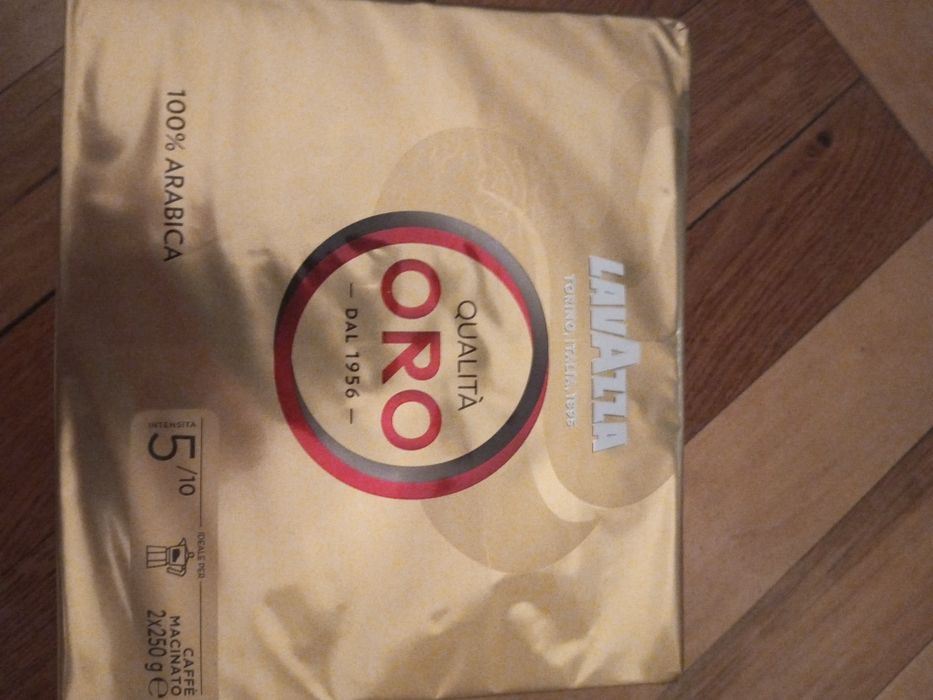 LAVAZZA
TORINO, ITALIA, 1895
QUALITÀ
ORO
— DAL 1956 —
100% ARABICA
INTENSITÀ
5/10
IDEALE PER
CAFFÈ
MACINATO
2x250 g e